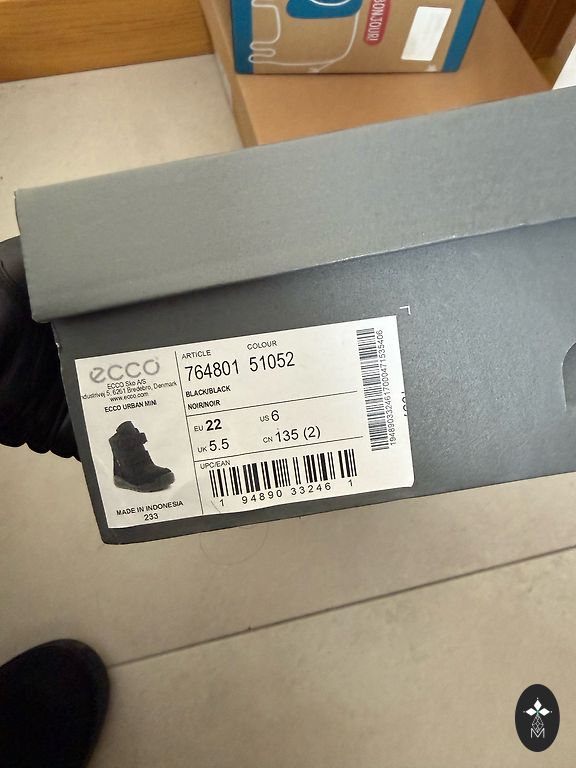 BONJOUR!
ecco
ECCO Sko A/S
ndustrivej 5, 6261 Bredebro, Denmark
www.ecco.com
ECCO URBAN MINI
MADE IN INDONESIA
233
ARTICLE COLOUR
764801 51052
BLACK/BLACK
NOIR/NOIR
EU 22 US 6
UK 5.5 CN 135 (2)
UPC/EAN
1 94890 33246 1
M